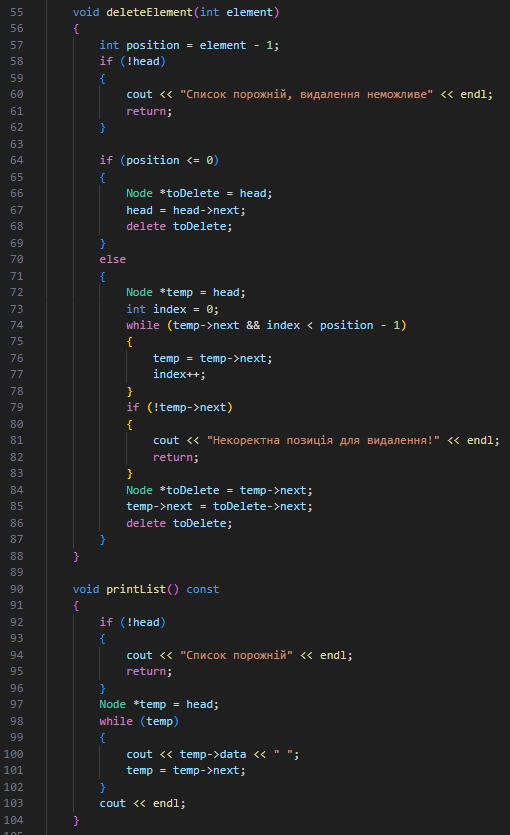 55 void deleteElement(int element)
56 {
57 int position = element - 1;
58 if (!head)
59 {
60 cout << "Список порожній, видалення неможливе" << endl;
61 return;
62 }
63
64 if (position <= 0)
65 {
66 Node *toDelete = head;
67 head = head->next;
68 delete toDelete;
69 }
70 else
71 {
72 Node *temp = head;
73 int index = 0;
74 while (temp->next && index < position - 1)
75 {
76 temp = temp->next;
77 index++;
78 }
79 if (!temp->next)
80 {
81 cout << "Некоректна позиція для видалення!" << endl;
82 return;
83 }
84 Node *toDelete = temp->next;
85 temp->next = toDelete->next;
86 delete toDelete;
87 }
88 }
89
90 void printList() const
91 {
92 if (!head)
93 {
94 cout << "Список порожній" << endl;
95 return;
96 }
97 Node *temp = head;
98 while (temp)
99 {
100 cout << temp->data << " ";
101 temp = temp->next;
102 }
103 cout << endl;
104 }